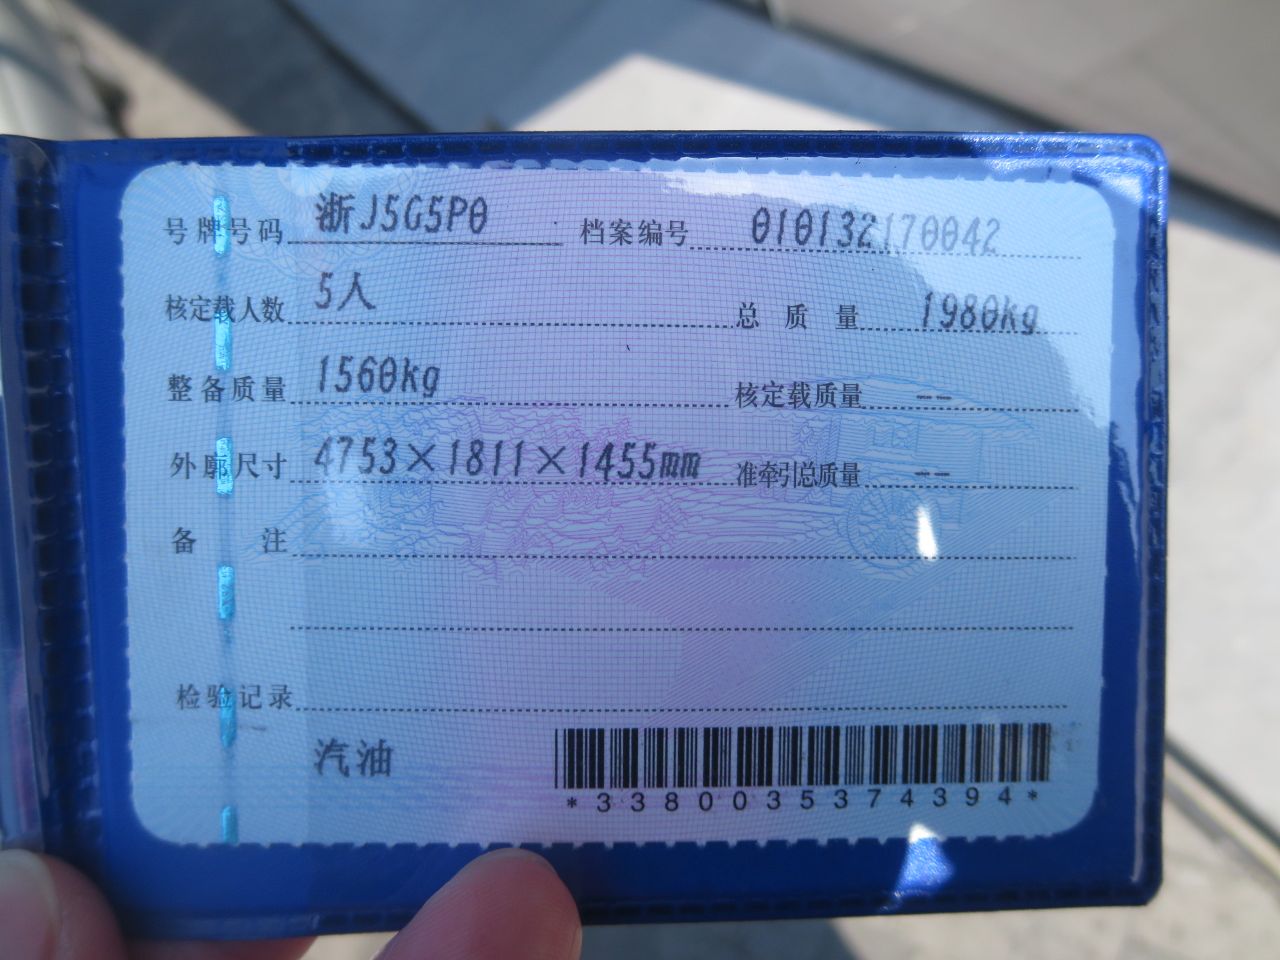 号牌号码 浙J5G5P0 档案编号 010132170042
核定载人数 5人 总质量 1980kg
整备质量 1560kg 核定载质量 --
外廓尺寸 4753×1811×1455mm 准牵引总质量 --
备注
检验记录
汽油
*3380035374394*